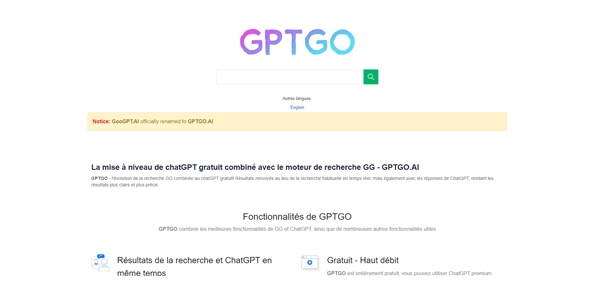 GPTGO
Autres langues:
English
Notice: GooGPT.AI officially renamed to GPTGO.AI
La mise à niveau de chatGPT gratuit combiné avec le moteur de recherche GG - GPTGO.AI
GPTGO - l'évolution de la recherche GG combinée au chatGPT gratuit! Résultats renvoyés au lieu de la recherche habituelle en temps réel, mais également avec les réponses de ChatGPT, rendant les
résultats plus clairs et plus précis
Fonctionnalités de GPTGO
GPTGO combine les meilleures fonctionnalités de GG et ChatGPT, ainsi que de nombreuses autres fonctionnalités utiles
Résultats de la recherche et ChatGPT en
même temps
Gratuit - Haut débit
GPTGO est entièrement gratuit, vous pouvez utiliser ChatGPT premium